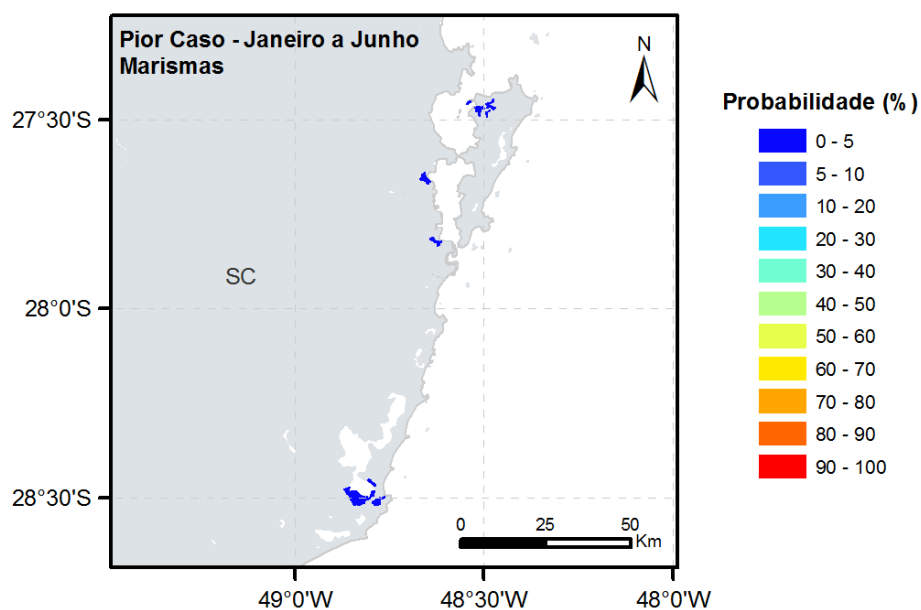 Pior Caso - Janeiro a Junho
Marismas
N
27°30'S
28°0'S
28°30'S
SC
0 25 50
Km
49°0'W 48°30'W 48°0'W
Probabilidade (% )
0 - 5
5 - 10
10 - 20
20 - 30
30 - 40
40 - 50
50 - 60
60 - 70
70 - 80
80 - 90
90 - 100